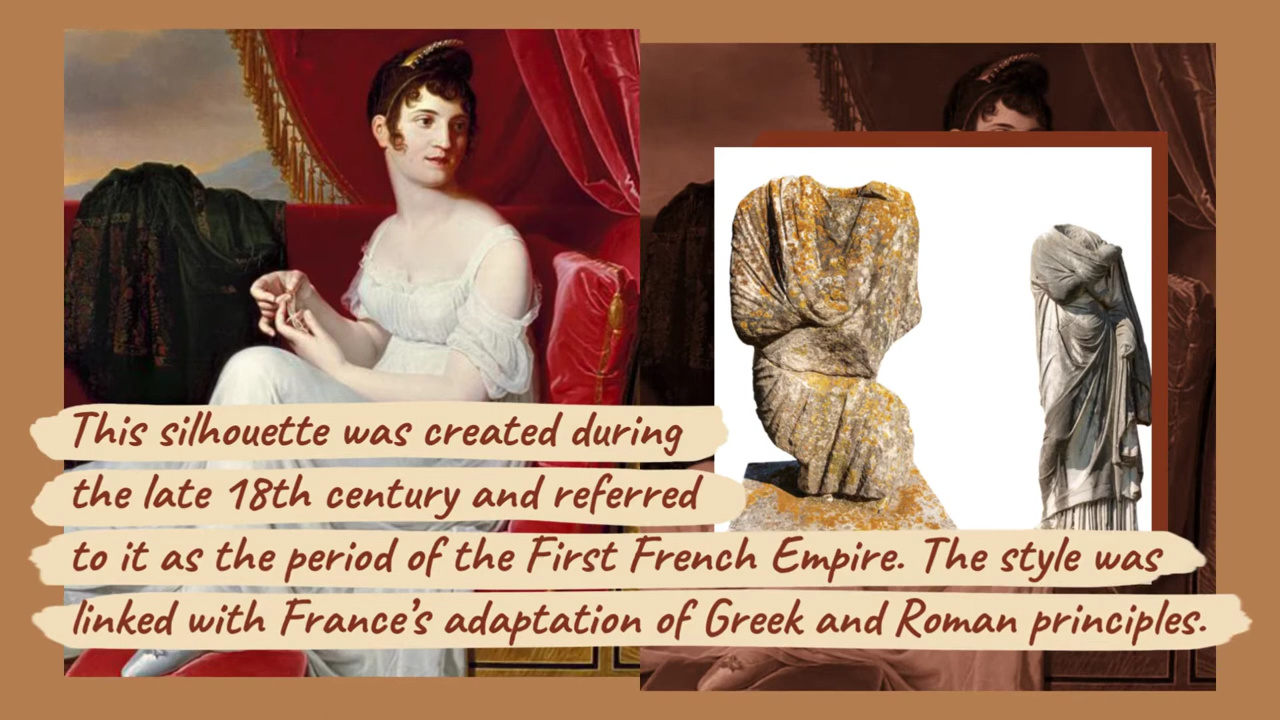 This silhouette was created during
the late 18th century and referred
to it as the period of the First French Empire. The style was
linked with France's adaptation of Greek and Roman principles.